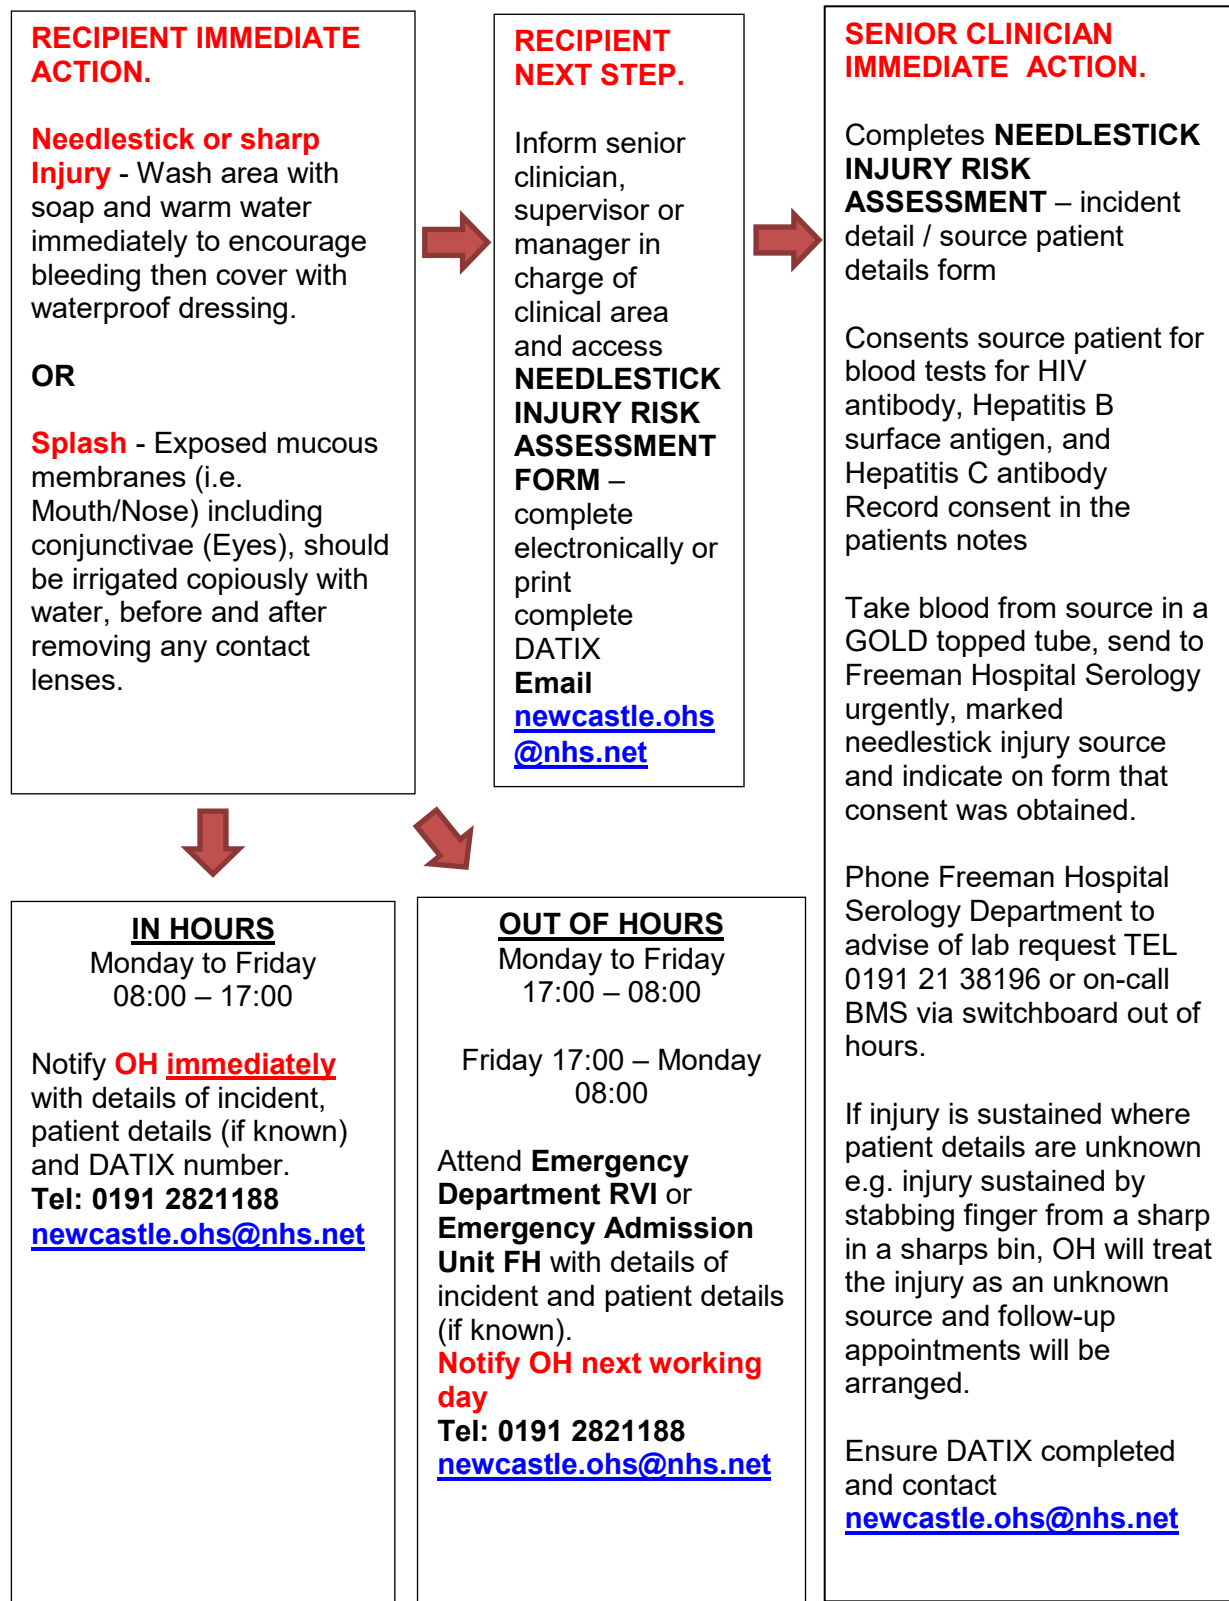 RECIPIENT IMMEDIATE
ACTION.
Needlestick or sharp
Injury - Wash area with
soap and warm water
immediately to encourage
bleeding then cover with
waterproof dressing.
OR
Splash - Exposed mucous
membranes (i.e.
Mouth/Nose) including
conjunctivae (Eyes), should
be irrigated copiously with
water, before and after
removing any contact
lenses.
RECIPIENT
NEXT STEP.
Inform senior
clinician,
supervisor or
manager in
charge of
clinical area
and access
NEEDLESTICK
INJURY RISK
ASSESSMENT
FORM –
complete
electronically or
print
complete
DATIX
Email
newcastle.ohs
@nhs.net
SENIOR CLINICIAN
IMMEDIATE  ACTION.
Completes NEEDLESTICK
INJURY RISK
ASSESSMENT – incident
detail / source patient
details form
Consents source patient for
blood tests for HIV
antibody, Hepatitis B
surface antigen, and
Hepatitis C antibody
Record consent in the
patients notes
Take blood from source in a
GOLD topped tube, send to
Freeman Hospital Serology
urgently, marked
needlestick injury source
and indicate on form that
consent was obtained.
Phone Freeman Hospital
Serology Department to
advise of lab request TEL
0191 21 38196 or on-call
BMS via switchboard out of
hours.
If injury is sustained where
patient details are unknown
e.g. injury sustained by
stabbing finger from a sharp
in a sharps bin, OH will treat
the injury as an unknown
source and follow-up
appointments will be
arranged.
Ensure DATIX completed
and contact
newcastle.ohs@nhs.net
IN HOURS
Monday to Friday
08:00 – 17:00
Notify OH immediately
with details of incident,
patient details (if known)
and DATIX number.
Tel: 0191 2821188
newcastle.ohs@nhs.net
OUT OF HOURS
Monday to Friday
17:00 – 08:00
Friday 17:00 – Monday
08:00
Attend Emergency
Department RVI or
Emergency Admission
Unit FH with details of
incident and patient details
(if known).
Notify OH next working
day
Tel: 0191 2821188
newcastle.ohs@nhs.net